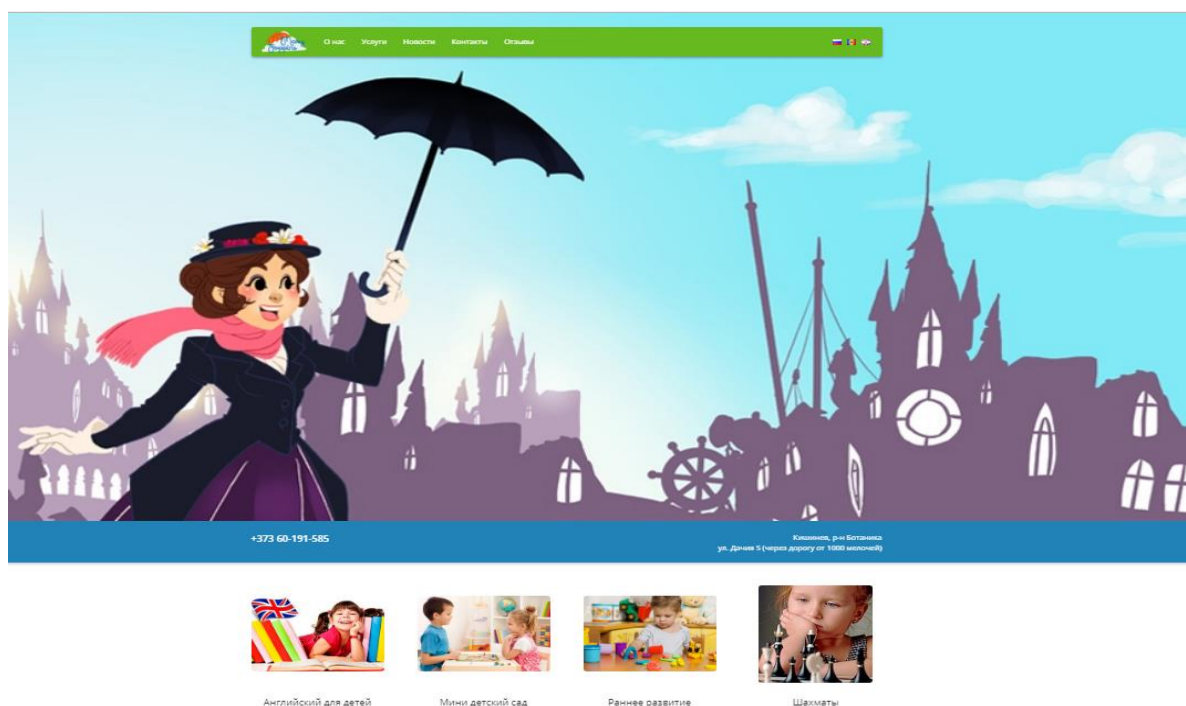 О нас
Услуги
Новости
Контакты
Отзывы
+373 60-191-585
Кишинев, р-н Ботаника
ул. Дачия 5 (через дорогу от 1000 мелочей)
Английский для детей
Мини детский сад
Раннее развитие
Шахматы